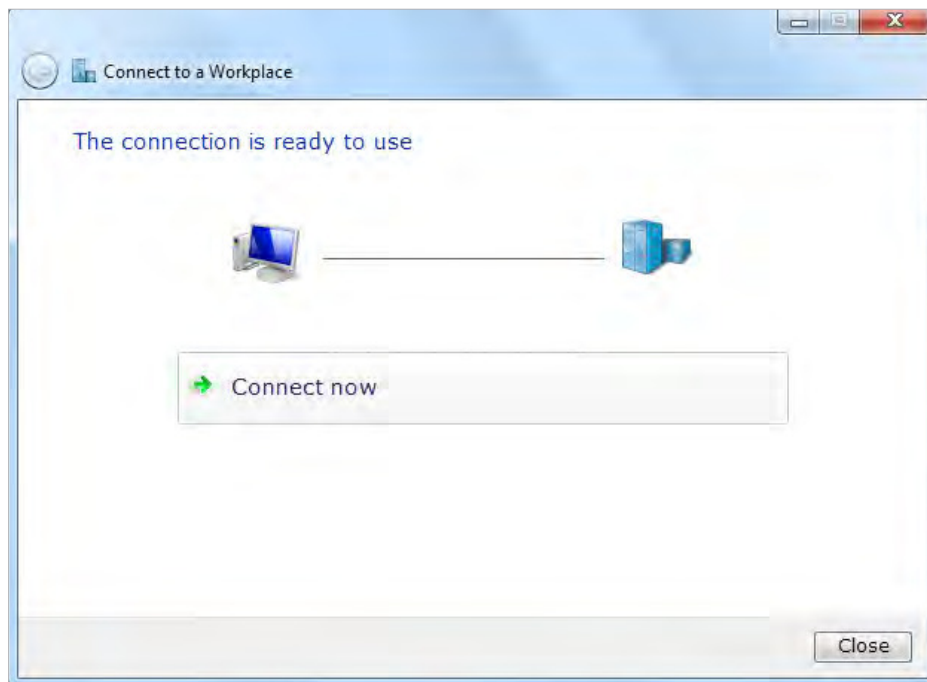 Connect to a Workplace
The connection is ready to use
Connect now
Close